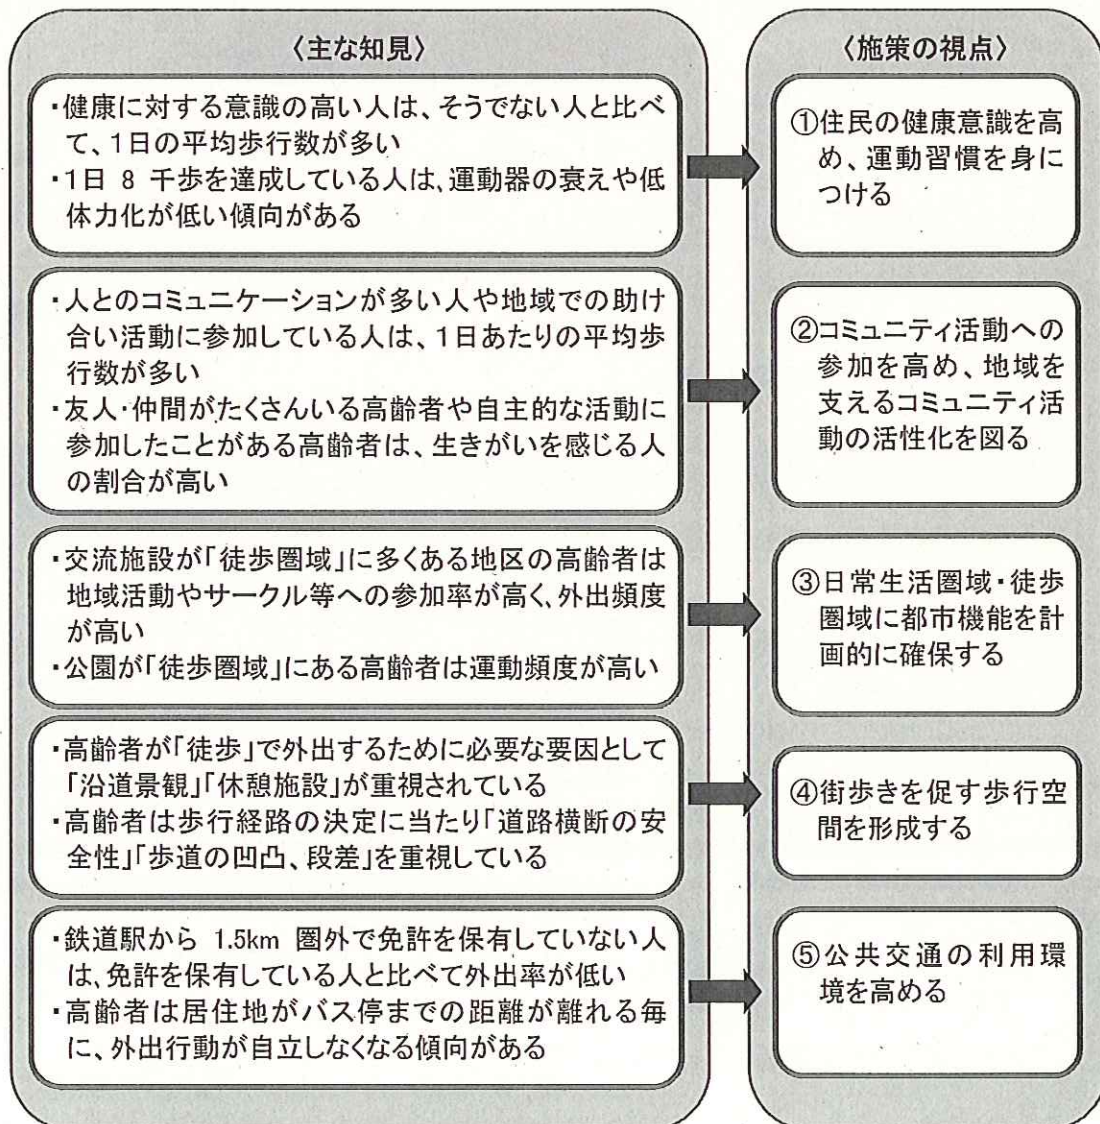 〈主な知見〉
・健康に対する意識の高い人は、そうでない人と比べ
て、1日の平均歩行数が多い
・1日 8 千歩を達成している人は、運動器の衰えや低
体力化が低い傾向がある
・人とのコミュニケーションが多い人や地域での助け
合い活動に参加している人は、1日あたりの平均歩
行数が多い
・友人・仲間がたくさんいる高齢者や自主的な活動に
参加したことがある高齢者は、生きがいを感じる人
の割合が高い
・交流施設が「徒歩圏域」に多くある地区の高齢者は
地域活動やサークル等への参加率が高く、外出頻度
が高い
・公園が「徒歩圏域」にある高齢者は運動頻度が高い
・高齢者が「徒歩」で外出するために必要な要因として
「沿道景観」「休憩施設」が重視されている
・高齢者は歩行経路の決定に当たり「道路横断の安
全性」「歩道の凹凸、段差」を重視している
・鉄道駅から 1.5km 圏外で免許を保有していない人
は、免許を保有している人と比べて外出率が低い
・高齢者は居住地がバス停までの距離が離れる毎
に、外出行動が自立しなくなる傾向がある
〈施策の視点〉
①住民の健康意識を高
め、運動習慣を身に
つける
②コミュニティ活動への
参加を高め、地域を
支えるコミュニティ活
動の活性化を図る
③日常生活圏域・徒歩
圏域に都市機能を計
画的に確保する
④街歩きを促す歩行空
間を形成する
⑤公共交通の利用環
境を高める